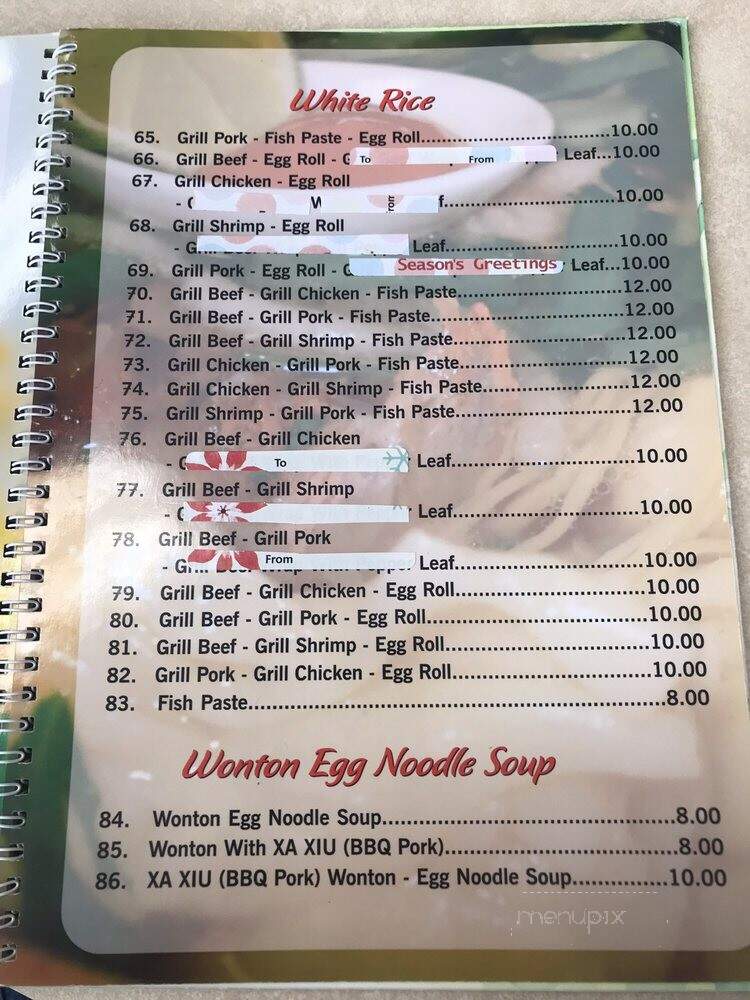 White Rice
65. Grill Pork - Fish Paste - Egg Roll..............................10.00
66. Grill Beef - Egg Roll - G To From Leaf...10.00
67. Grill Chicken - Egg Roll
- ( W From f.........................10.00
68. Grill Shrimp - Egg Roll
- G Leaf.........................10.00
69. Grill Pork - Egg Roll - G Season's Greetings Leaf...10.00
70. Grill Beef - Grill Chicken - Fish Paste........................12.00
71. Grill Beef - Grill Pork - Fish Paste............................12.00
72. Grill Beef - Grill Shrimp - Fish Paste.........................12.00
73. Grill Chicken - Grill Pork - Fish Paste........................12.00
74. Grill Chicken - Grill Shrimp - Fish Paste.....................12.00
75. Grill Shrimp - Grill Pork - Fish Paste.........................12.00
76. Grill Beef - Grill Chicken
- G To Leaf..........................10.00
77. Grill Beef - Grill Shrimp
- G Leaf..........................10.00
78. Grill Beef - Grill Pork
- G From Leaf..........................10.00
79. Grill Beef - Grill Chicken - Egg Roll...........................10.00
80. Grill Beef - Grill Pork - Egg Roll...............................10.00
81. Grill Beef - Grill Shrimp - Egg Roll............................10.00
82. Grill Pork - Grill Chicken - Egg Roll...........................10.00
83. Fish Paste.............................................................8.00
Wonton Egg Noodle Soup
84. Wonton Egg Noodle Soup..........................................8.00
85. Wonton With XA XIU (BBQ Pork).................................8.00
86. XA XIU (BBQ Pork) Wonton - Egg Noodle Soup..............10.00
menupix